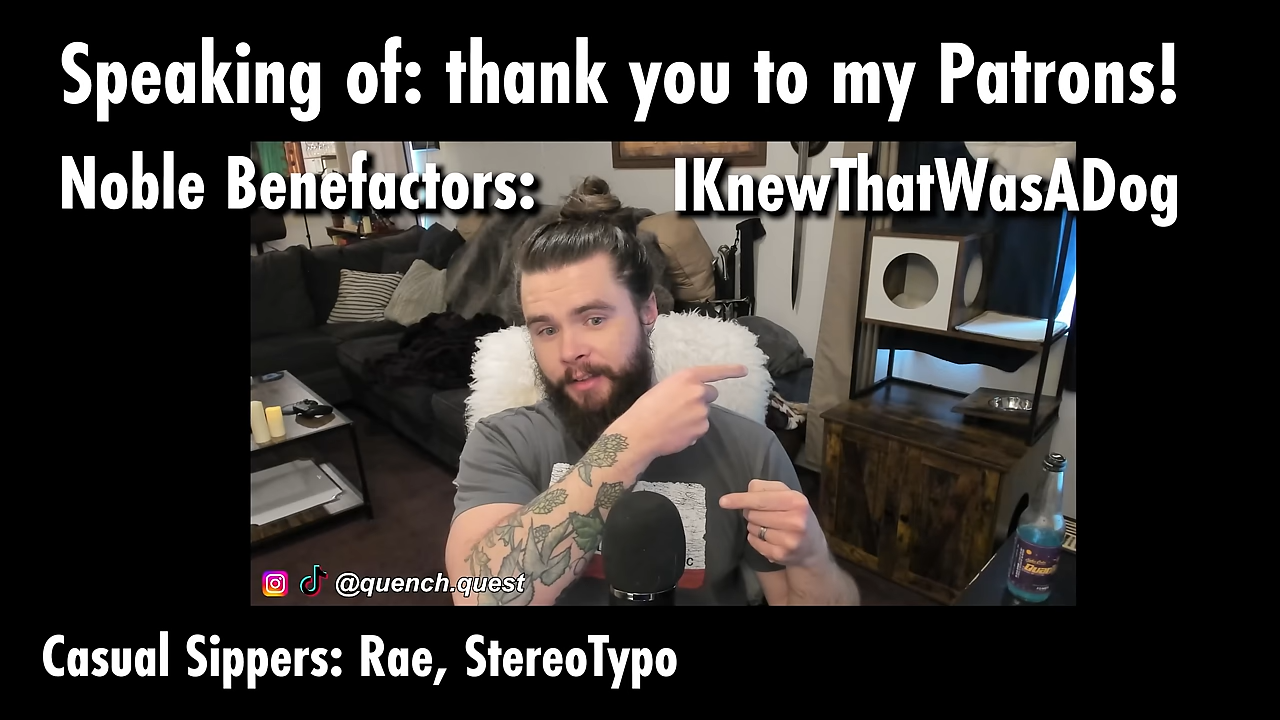 Speaking of: thank you to my Patrons!
Noble Benefactors: IKnewThatWasADog
@quench.quest
Casual Sippers: Rae, StereoTypo